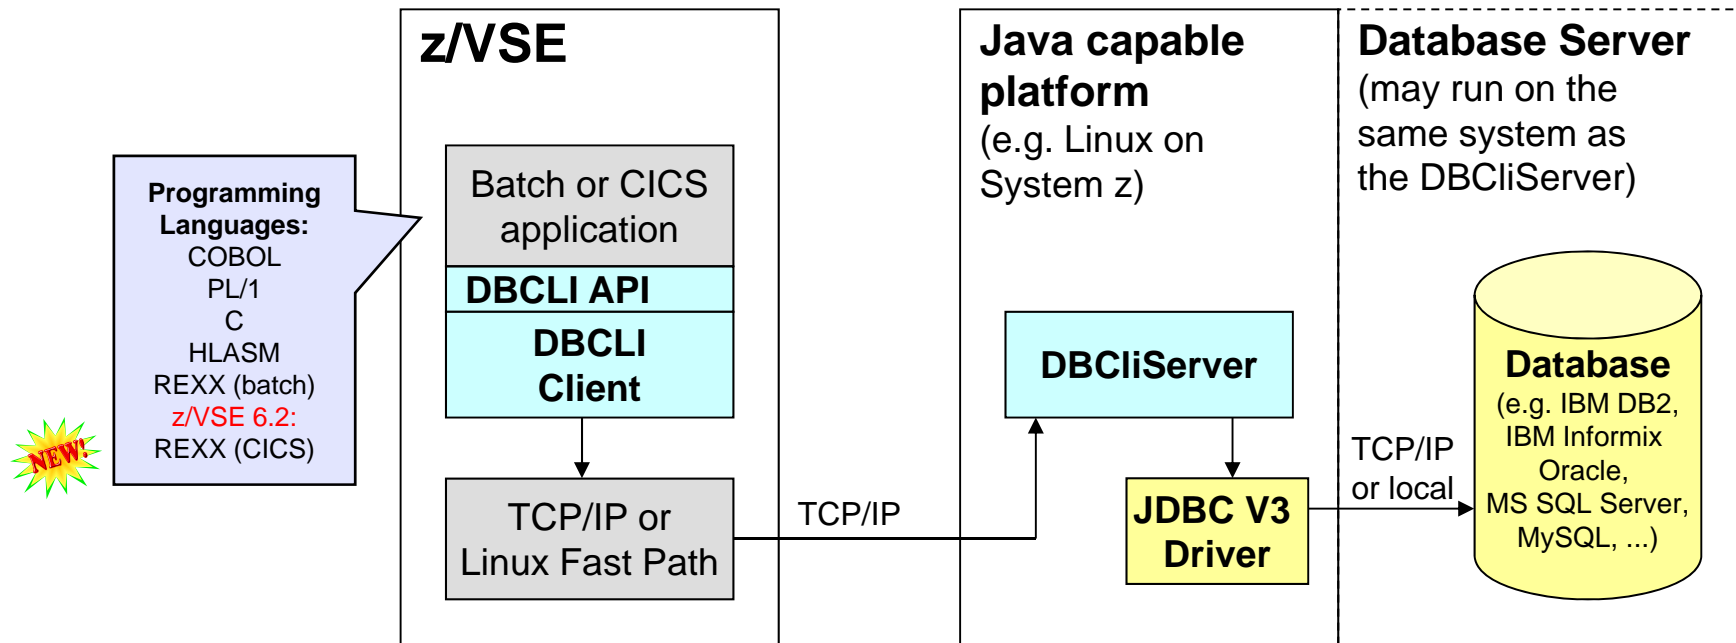 z/VSE
Java capable
platform
(e.g. Linux on
System z)
Database Server
(may run on the
same system as
the DBCliServer)
Programming
Languages:
COBOL
PL/1
C
HLASM
REXX (batch)
z/VSE 6.2:
REXX (CICS)
NEW!
Batch or CICS
application
DBCLI API
DBCLI
Client
TCP/IP or
Linux Fast Path
TCP/IP
DBCliServer
JDBC V3
Driver
TCP/IP
or local
Database
(e.g. IBM DB2,
IBM Informix
Oracle,
MS SQL Server,
MySQL, ...)